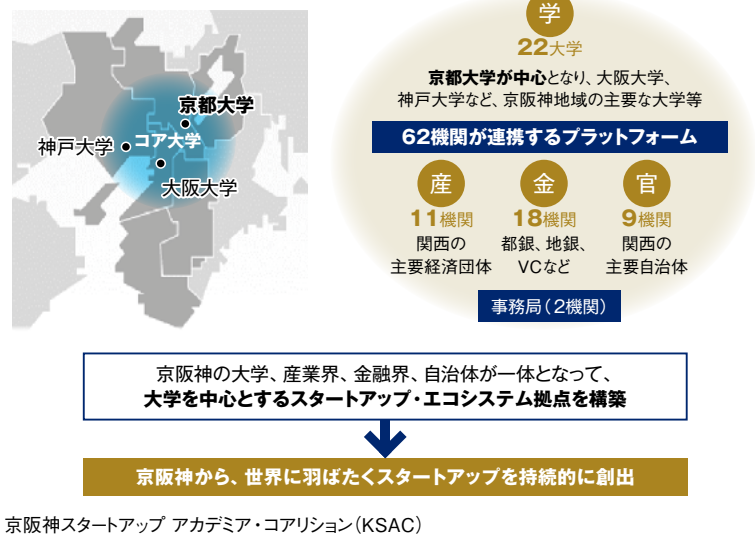 京都大学
神戸大学
コア大学
大阪大学
学
22大学
京都大学が中心となり、大阪大学、
神戸大学など、京阪神地域の主要な大学等
62機関が連携するプラットフォーム
産
11機関
関西の
主要経済団体
金
18機関
都銀、地銀、
VCなど
官
9機関
関西の
主要自治体
事務局（2機関）
京阪神の大学、産業界、金融界、自治体が一体となって、
大学を中心とするスタートアップ・エコシステム拠点を構築
京阪神から、世界に羽ばたくスタートアップを持続的に創出
京阪神スタートアップ アカデミア・コアリション（KSAC）